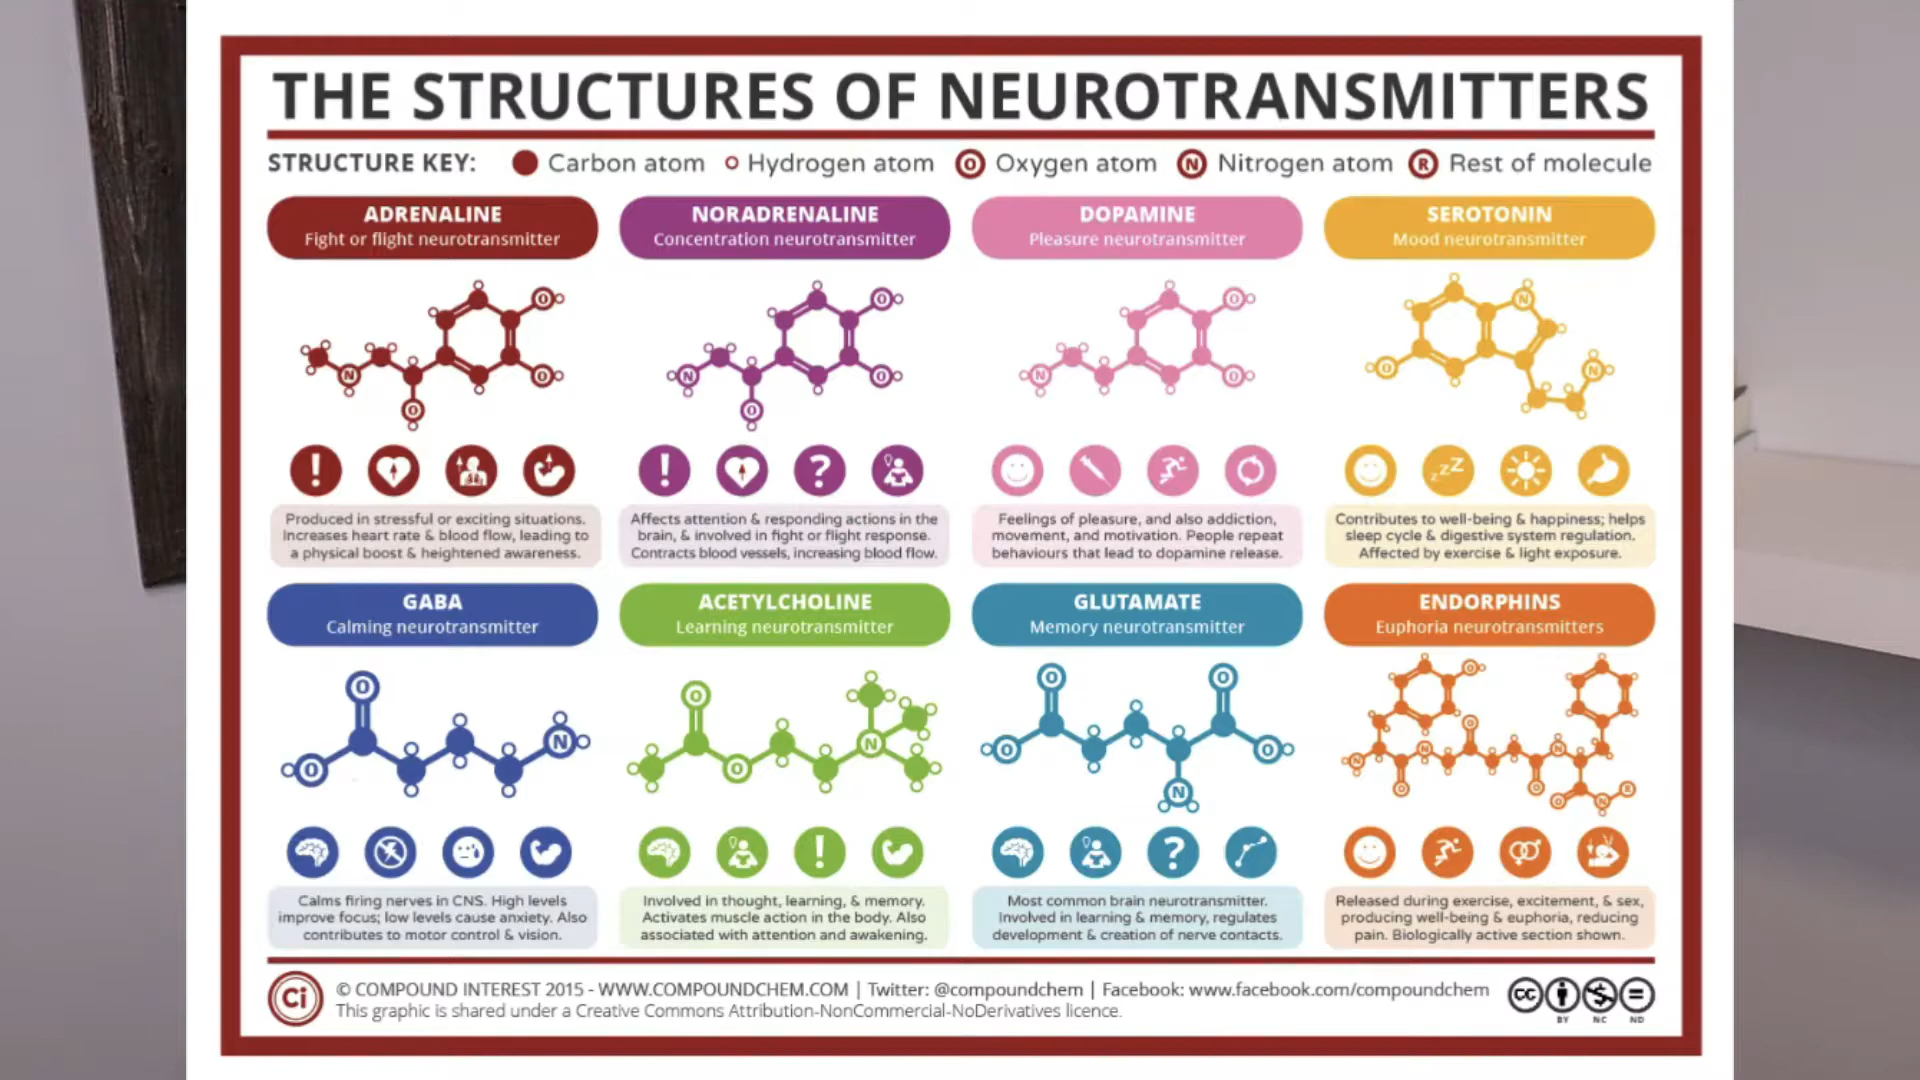 THE STRUCTURES OF NEUROTRANSMITTERS
STRUCTURE KEY: Carbon atom Hydrogen atom O Oxygen atom N Nitrogen atom R Rest of molecule
ADRENALINE
Fight or flight neurotransmitter
O
O
N
O
!
Produced in stressful or exciting situations.
Increases heart rate & blood flow, leading to
a physical boost & heightened awareness.
NORADRENALINE
Concentration neurotransmitter
O
N
O
O
!
?
Affects attention & responding actions in the
brain, & involved in fight or flight response.
Contracts blood vessels, increasing blood flow.
DOPAMINE
Pleasure neurotransmitter
O
N
O
Feelings of pleasure, and also addiction,
movement, and motivation. People repeat
behaviours that lead to dopamine release.
SEROTONIN
Mood neurotransmitter
N
O
N
zzZ
Contributes to well-being & happiness; helps
sleep cycle & digestive system regulation.
Affected by exercise & light exposure.
GABA
Calming neurotransmitter
O
O
N
Calms firing nerves in CNS. High levels
improve focus; low levels cause anxiety. Also
contributes to motor control & vision.
ACETYLCHOLINE
Learning neurotransmitter
O
N
O
!
Involved in thought, learning, & memory.
Activates muscle action in the body. Also
associated with attention and awakening.
GLUTAMATE
Memory neurotransmitter
O O
O O
N
?
Most common brain neurotransmitter.
Involved in learning & memory, regulates
development & creation of nerve contacts.
ENDORPHINS
Euphoria neurotransmitters
O
O
N N N
O O R
O N
Released during exercise, excitement, & sex,
producing well-being & euphoria, reducing
pain. Biologically active section shown.
Ci
© COMPOUND INTEREST 2015 - WWW.COMPOUNDCHEM.COM | Twitter: @compoundchem | Facebook: www.facebook.com/compoundchem
This graphic is shared under a Creative Commons Attribution-NonCommercial-NoDerivatives licence.
CC
BY NC ND